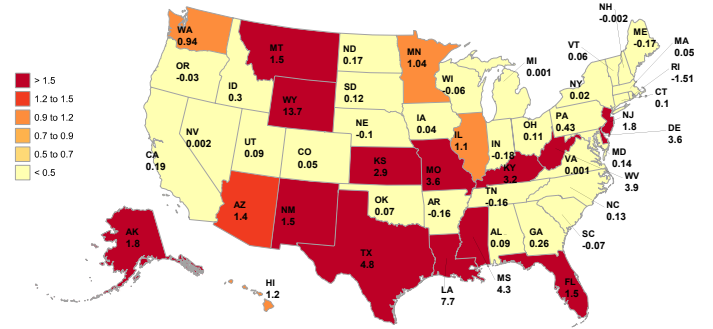 NH
-0.002
WA
0.94
MT
1.5
ND
0.17
MN
1.04
ME
-0.17
VT
0.06
MA
0.05
MI
0.001
RI
-1.51
OR
-0.03
ID
0.3
WY
13.7
SD
0.12
WI
-0.06
NY
0.02
CT
0.1
> 1.5
1.2 to 1.5
0.9 to 1.2
0.7 to 0.9
0.5 to 0.7
< 0.5
NE
-0.1
IA
0.04
IL
1.1
IN
-0.18
OH
0.11
PA
0.43
NJ
1.8
DE
3.6
NV
0.002
UT
0.09
CO
0.05
CA
0.19
KS
2.9
MO
3.6
KY
3.2
VA
0.001
MD
0.14
WV
3.9
AZ
1.4
NM
1.5
OK
0.07
AR
-0.16
TN
-0.16
NC
0.13
AK
1.8
TX
4.8
AL
0.09
GA
0.26
SC
-0.07
HI
1.2
LA
7.7
MS
4.3
FL
1.5